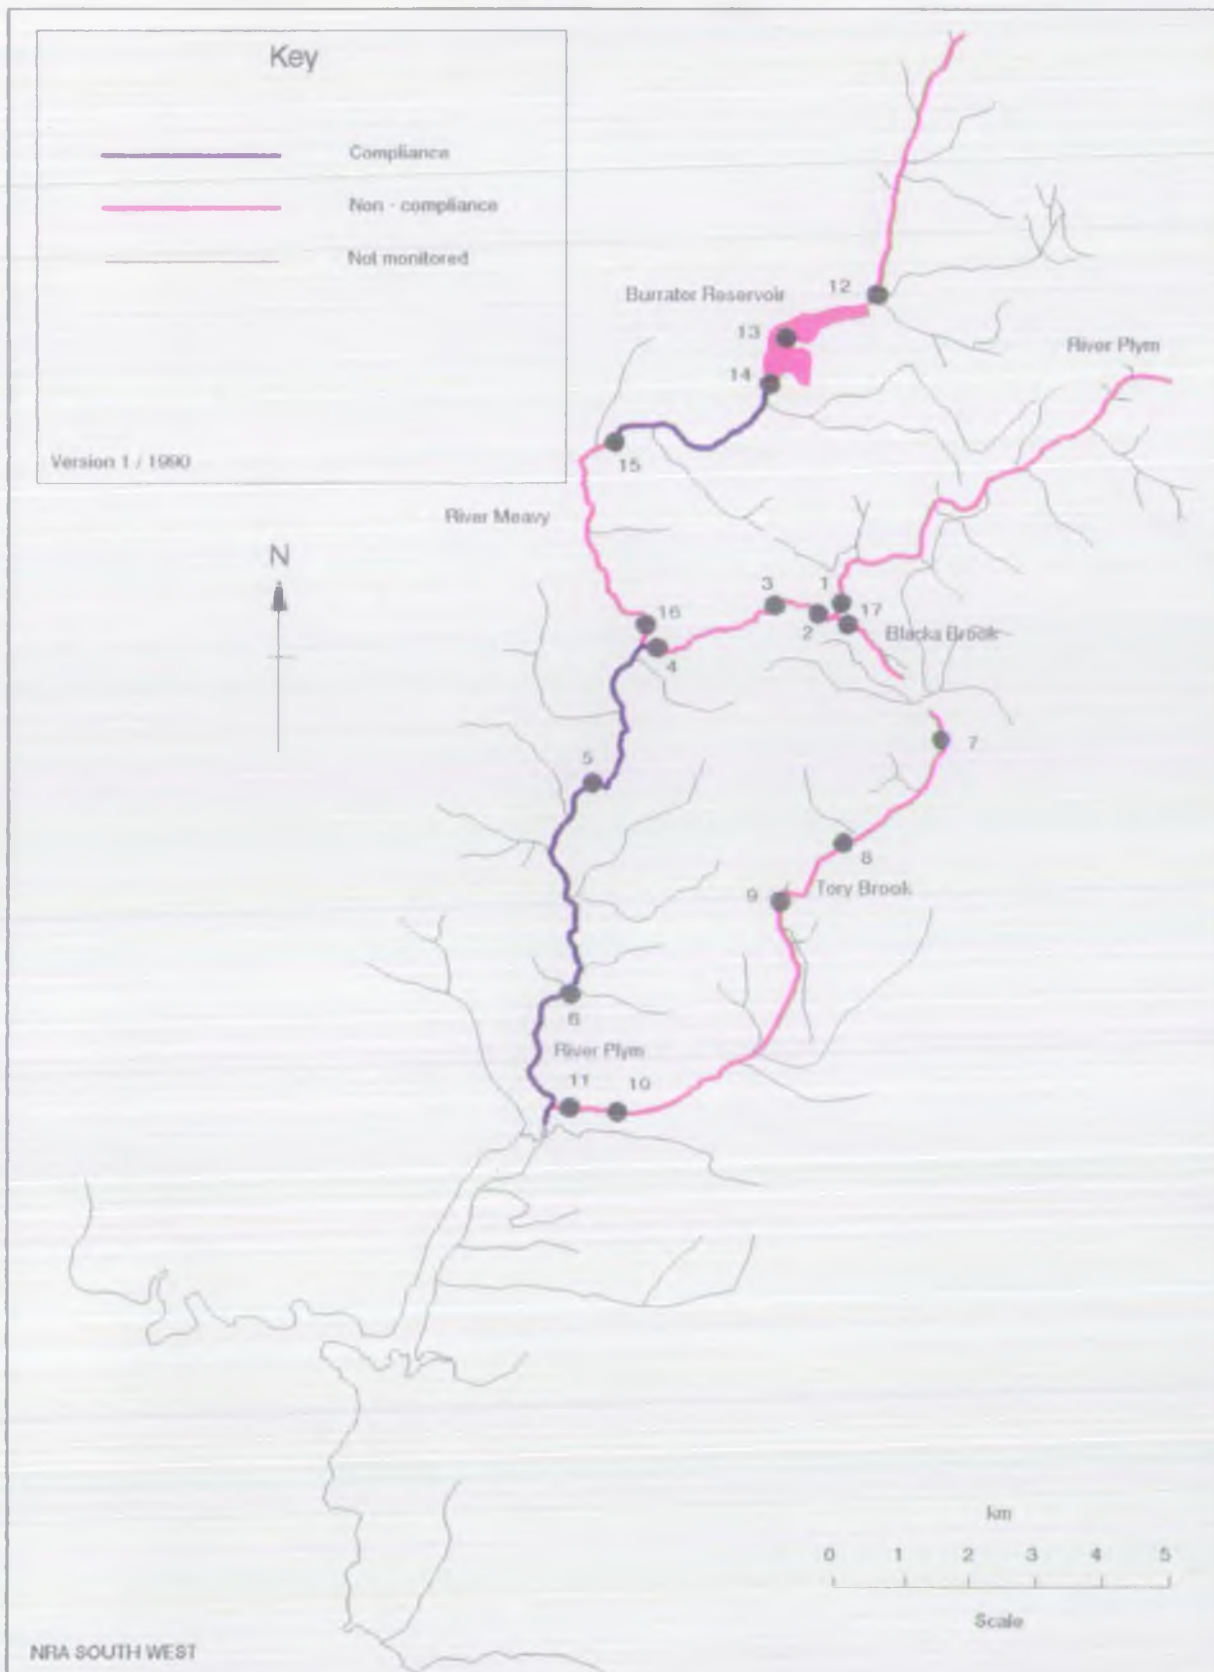 Key
Compliance
Non - compliance
Not monitored
Version 1 / 1990
12
Burrator Reservoir
13
River Plym
14
15
River Meavy
N
3
1
16
17
2
Blacka Brook
4
7
5
8
9
Tory Brook
6
River Plym
11
10
km
0 1 2 3 4 5
Scale
NRA SOUTH WEST